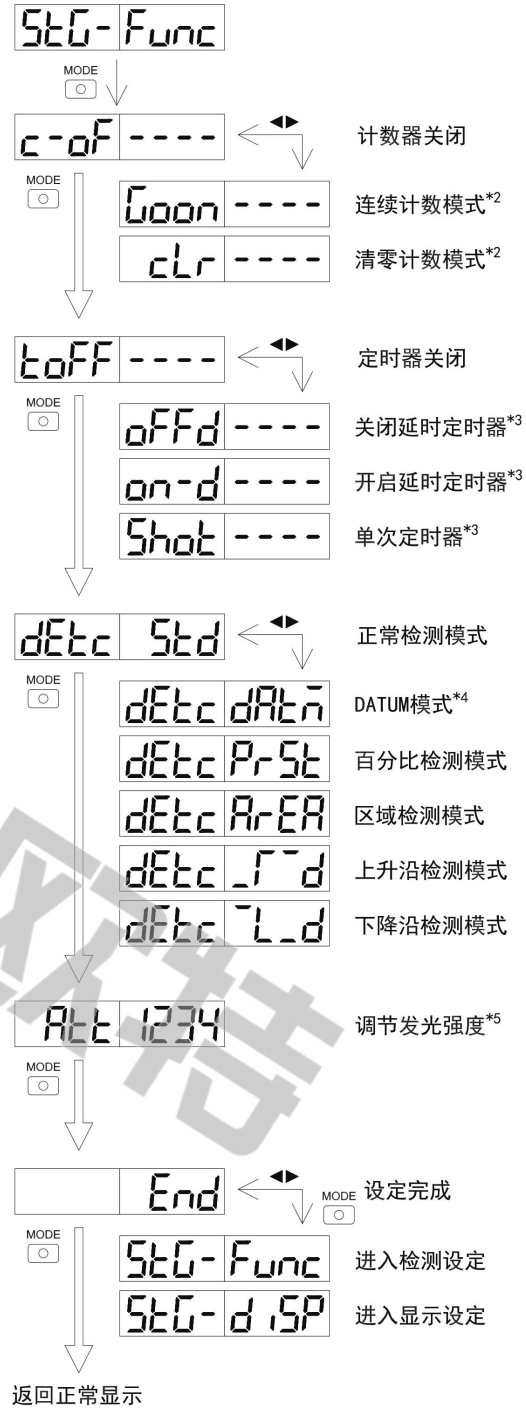 StG- Func
MODE
c-oF ---- 计数器关闭
MODE
Goon ---- 连续计数模式*2
cLr ---- 清零计数模式*2
toFF ---- 定时器关闭
MODE
oFFd ---- 关闭延时定时器*3
on-d ---- 开启延时定时器*3
Shot ---- 单次定时器*3
dEtc Std 正常检测模式
MODE
dEtc dAtm DATUM模式*4
dEtc PrSt 百分比检测模式
dEtc ArEA 区域检测模式
dEtc _׀‾d 上升沿检测模式
dEtc ‾L_d 下降沿检测模式
Att 1234 调节发光强度*5
MODE
End MODE 设定完成
MODE
StG- Func 进入检测设定
StG- diSP 进入显示设定
返回正常显示
欧特